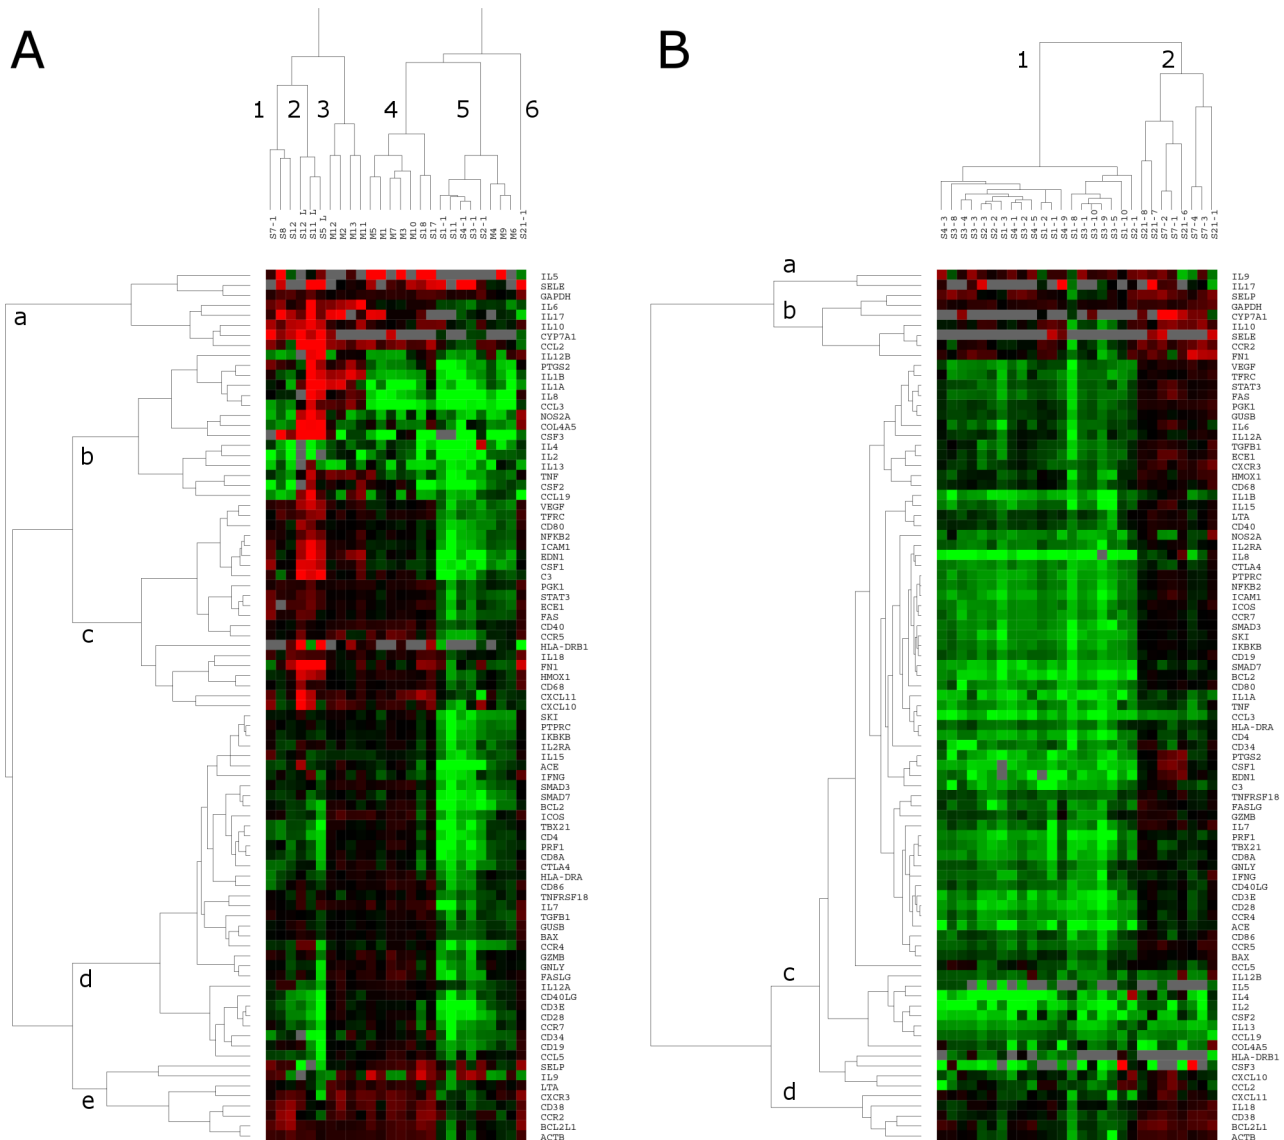 A
B
1
2
3
4
5
6
1
2
S7-1
S8
S12
S12 L
S11 L
S5 L
M12
M2
M13
M11
M5
M1
M7
M3
M10
S18
S17
S1-1
S11
S4-1
S3-1
S2-1
M4
M9
M6
S21-1
S4-3
S3-8
S3-4
S3-3
S2-3
S2-2
S1-3
S4-1
S3-2
S4-5
S1-2
S1-1
S4-9
S1-8
S3-1
S3-10
S3-9
S3-5
S1-10
S2-1
S21-8
S21-7
S7-2
S7-1
S21-6
S7-4
S7-3
S21-1
a
b
c
d
e
IL5
SELE
GAPDH
IL6
IL17
IL10
CYP7A1
CCL2
IL12B
PTGS2
IL1B
IL1A
IL8
CCL3
NOS2A
COL4A5
CSF3
IL4
IL2
IL13
TNF
CSF2
CCL19
VEGF
TFRC
CD80
NFKB2
ICAM1
EDN1
CSF1
C3
PGK1
STAT3
ECE1
FAS
CD40
CCR5
HLA-DRB1
IL18
FN1
HMOX1
CD68
CXCL11
CXCL10
SKI
PTPRC
IKBKB
IL2RA
IL15
ACE
IFNG
SMAD3
SMAD7
BCL2
ICOS
TBX21
CD4
PRF1
CD8A
CTLA4
HLA-DRA
CD86
TNFRSF18
IL7
TGFB1
GUSB
BAX
CCR4
GZMB
GNLY
FASLG
IL12A
CD40LG
CD3E
CD28
CCR7
CD34
CD19
CCL5
SELP
IL9
LTA
CXCR3
CD38
CCR2
BCL2L1
ACTB
a
b
c
d
IL9
IL17
SELP
GAPDH
CYP7A1
IL10
SELE
CCR2
FN1
VEGF
TFRC
STAT3
FAS
PGK1
GUSB
IL6
IL12A
TGFB1
ECE1
CXCR3
HMOX1
CD68
IL1B
IL15
LTA
CD40
NOS2A
IL2RA
IL8
CTLA4
PTPRC
NFKB2
ICAM1
ICOS
CCR7
SMAD3
SKI
IKBKB
CD19
SMAD7
BCL2
CD80
IL1A
TNF
CCL3
HLA-DRA
CD4
CD34
PTGS2
CSF1
EDN1
C3
TNFRSF18
FASLG
GZMB
IL7
PRF1
TBX21
CD8A
GNLY
IFNG
CD40LG
CD3E
CD28
CCR4
ACE
CD86
CCR5
BAX
CCL5
IL12B
IL5
IL4
IL2
CSF2
IL13
CCL19
COL4A5
HLA-DRB1
CSF3
CXCL10
CCL2
CXCL11
IL18
CD38
BCL2L1
ACTB